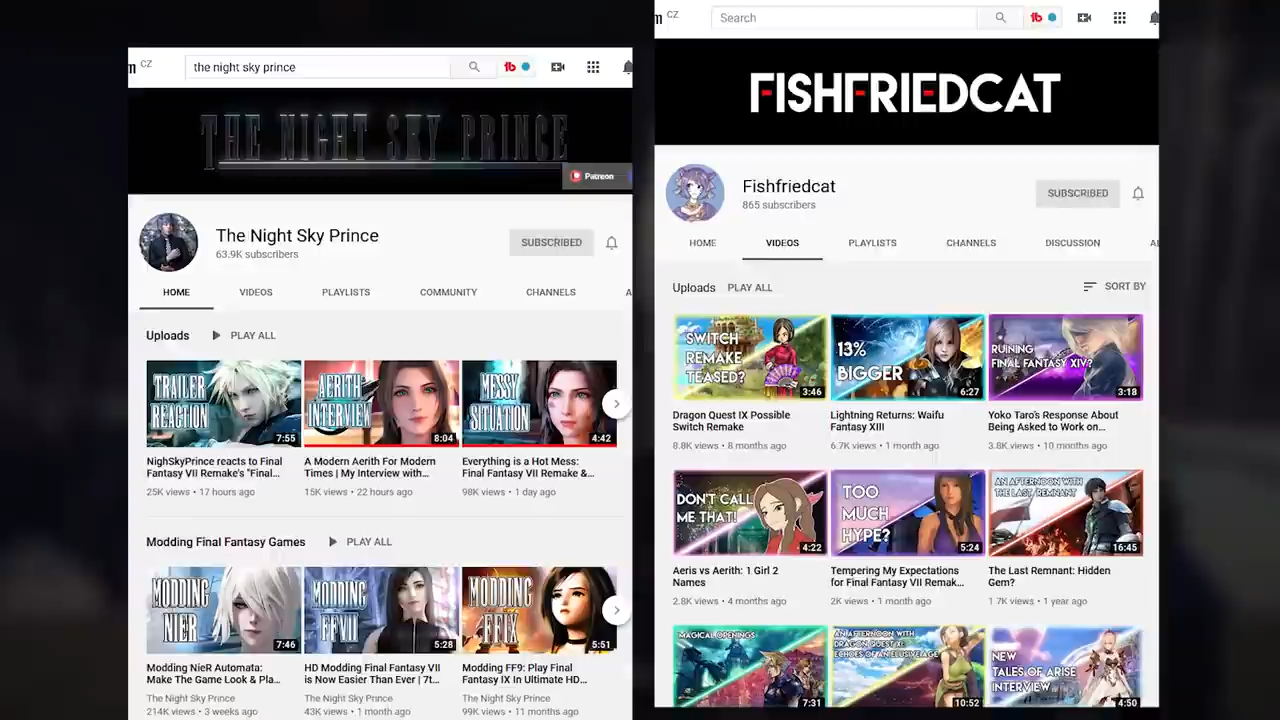 m CZ
the night sky prince
THE NIGHT SKY PRINCE
Patreon
The Night Sky Prince
63.9K subscribers
SUBSCRIBED
HOME
VIDEOS
PLAYLISTS
COMMUNITY
CHANNELS
A
Uploads
PLAY ALL
TRAILER
REACTION
7:55
AERITH
INTERVIEW
8:04
MESSY
SITUATION
4:42
NighSkyPrince reacts to Final
Fantasy VII Remake's "Final...
25K views • 17 hours ago
A Modern Aerith For Modern
Times | My Interview with...
15K views • 22 hours ago
Everything is a Hot Mess:
Final Fantasy VII Remake &...
98K views • 1 day ago
Modding Final Fantasy Games
PLAY ALL
MODDING
NIER
7:46
MODDING
FFVII
5:28
MODDING
FFIX
5:51
Modding NieR Automata:
Make The Game Look & Pla...
The Night Sky Prince
214K views • 3 weeks ago
HD Modding Final Fantasy VII
is Now Easier Than Ever | 7t...
The Night Sky Prince
43K views • 1 month ago
Modding FF9: Play Final
Fantasy IX In Ultimate HD...
The Night Sky Prince
99K views • 11 months ago
m CZ
Search
FISHFRIEDCAT
Fishfriedcat
865 subscribers
SUBSCRIBED
HOME
VIDEOS
PLAYLISTS
CHANNELS
DISCUSSION
Uploads
PLAY ALL
SORT BY
SWITCH
REMAKE
TEASED?
3:46
13%
BIGGER
6:27
RUINING
FINAL FANTASY XIV?
3:18
Dragon Quest IX Possible
Switch Remake
8.8K views • 8 months ago
Lightning Returns: Waifu
Fantasy XIII
6.7K views • 1 month ago
Yoko Taro's Response About
Being Asked to Work on...
3.8K views • 10 months ago
DON'T CALL
ME THAT!
4:22
TOO
MUCH
HYPE?
5:24
AN AFTERNOON WITH
THE LAST REMNANT
16:45
Aeris vs Aerith: 1 Girl 2
Names
2.8K views • 4 months ago
Tempering My Expectations
for Final Fantasy VII Remak...
2K views • 1 month ago
The Last Remnant: Hidden
Gem?
1.7K views • 1 year ago
MAGICAL OPENINGS
7:31
AN AFTERNOON WITH
DRAGON QUEST XI:
ECHOES OF AN ELUSIVE AGE
10:52
NEW
TALES OF ARISE
INTERVIEW
4:50